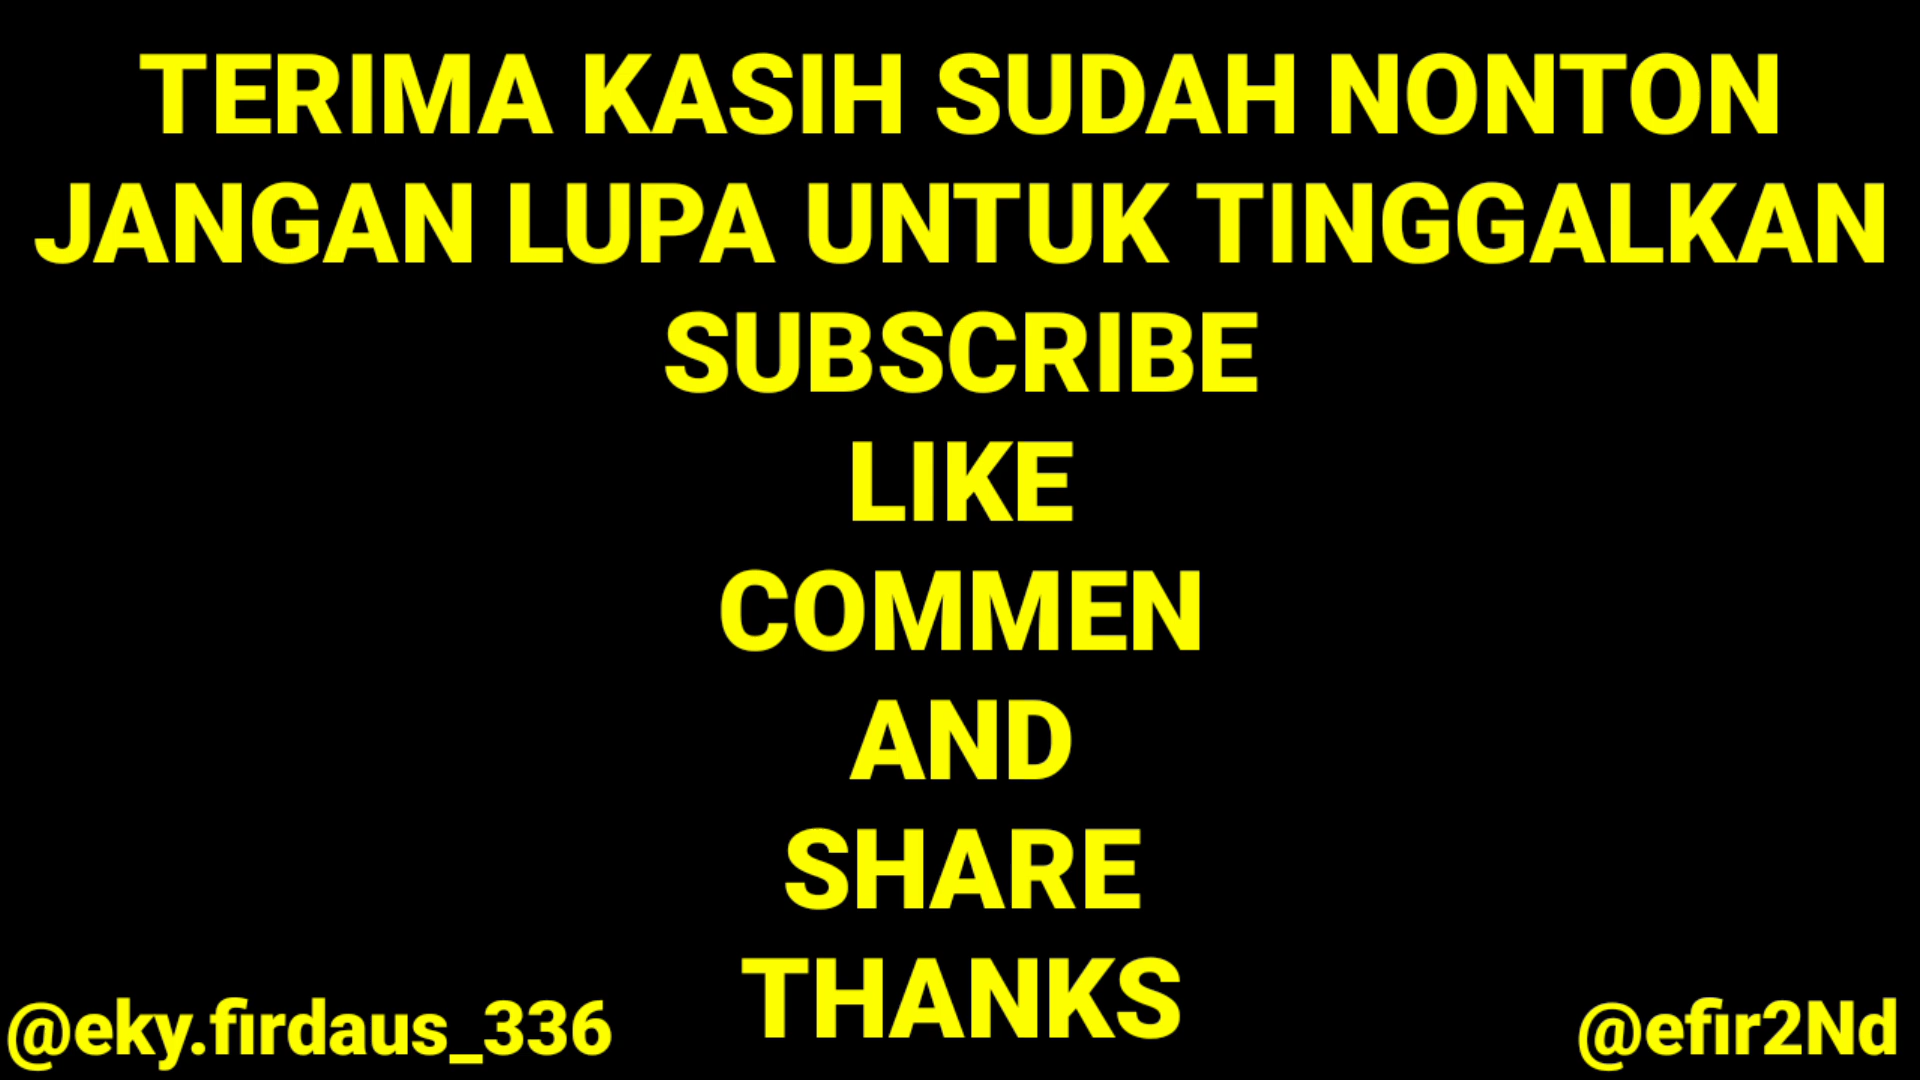 TERIMA KASIH SUDAH NONTON
JANGAN LUPA UNTUK TINGGALKAN
SUBSCRIBE
LIKE
COMMEN
AND
SHARE
THANKS
@eky.firdaus_336
@efir2Nd